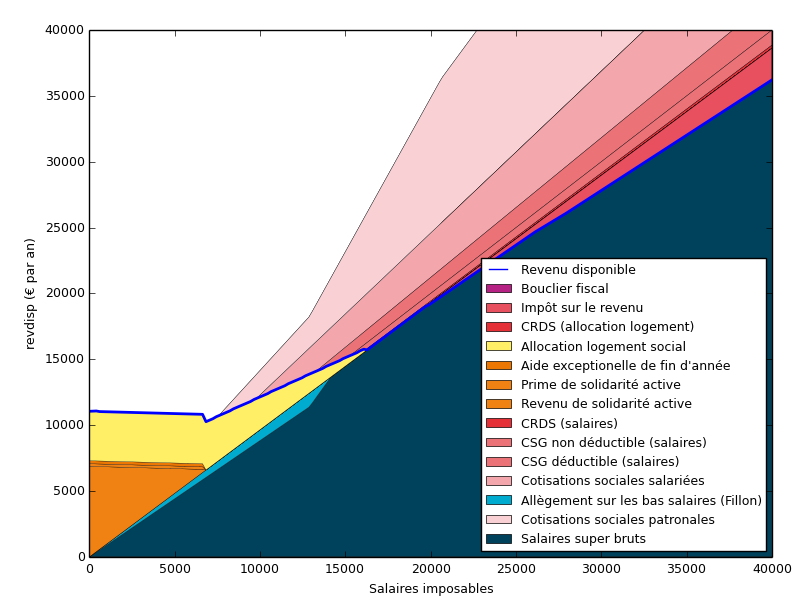 40000
35000
30000
25000
20000
15000
10000
5000
0
revdisp (€ par an)
0 5000 10000 15000 20000 25000 30000 35000 40000
Salaires imposables
Revenu disponible
Bouclier fiscal
Impôt sur le revenu
CRDS (allocation logement)
Allocation logement social
Aide exceptionelle de fin d'année
Prime de solidarité active
Revenu de solidarité active
CRDS (salaires)
CSG non déductible (salaires)
CSG déductible (salaires)
Cotisations sociales salariées
Allègement sur les bas salaires (Fillon)
Cotisations sociales patronales
Salaires super bruts